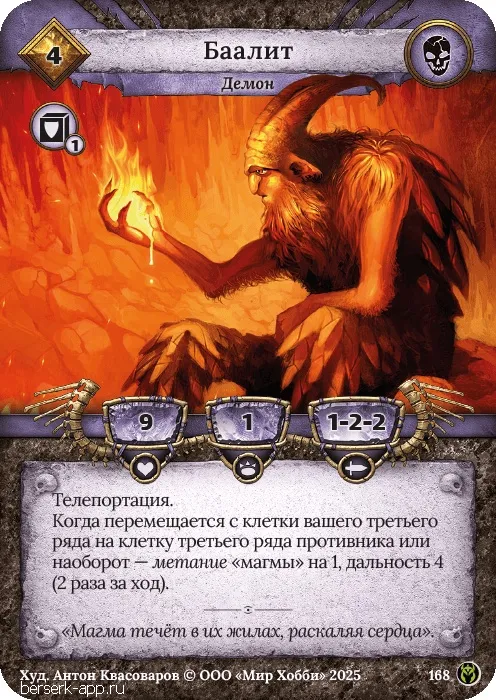 4
Баалит
Демон
1
9
1
1-2-2
Телепортация.
Когда перемещается с клетки вашего третьего
ряда на клетку третьего ряда противника или
наоборот — метание «магмы» на 1, дальность 4
(2 раза за ход).
«Магма течёт в их жилах, раскаляя сердца».
Худ. Антон Квасоваров © ООО «Мир Хобби» 2025
168
berserk-app.ru